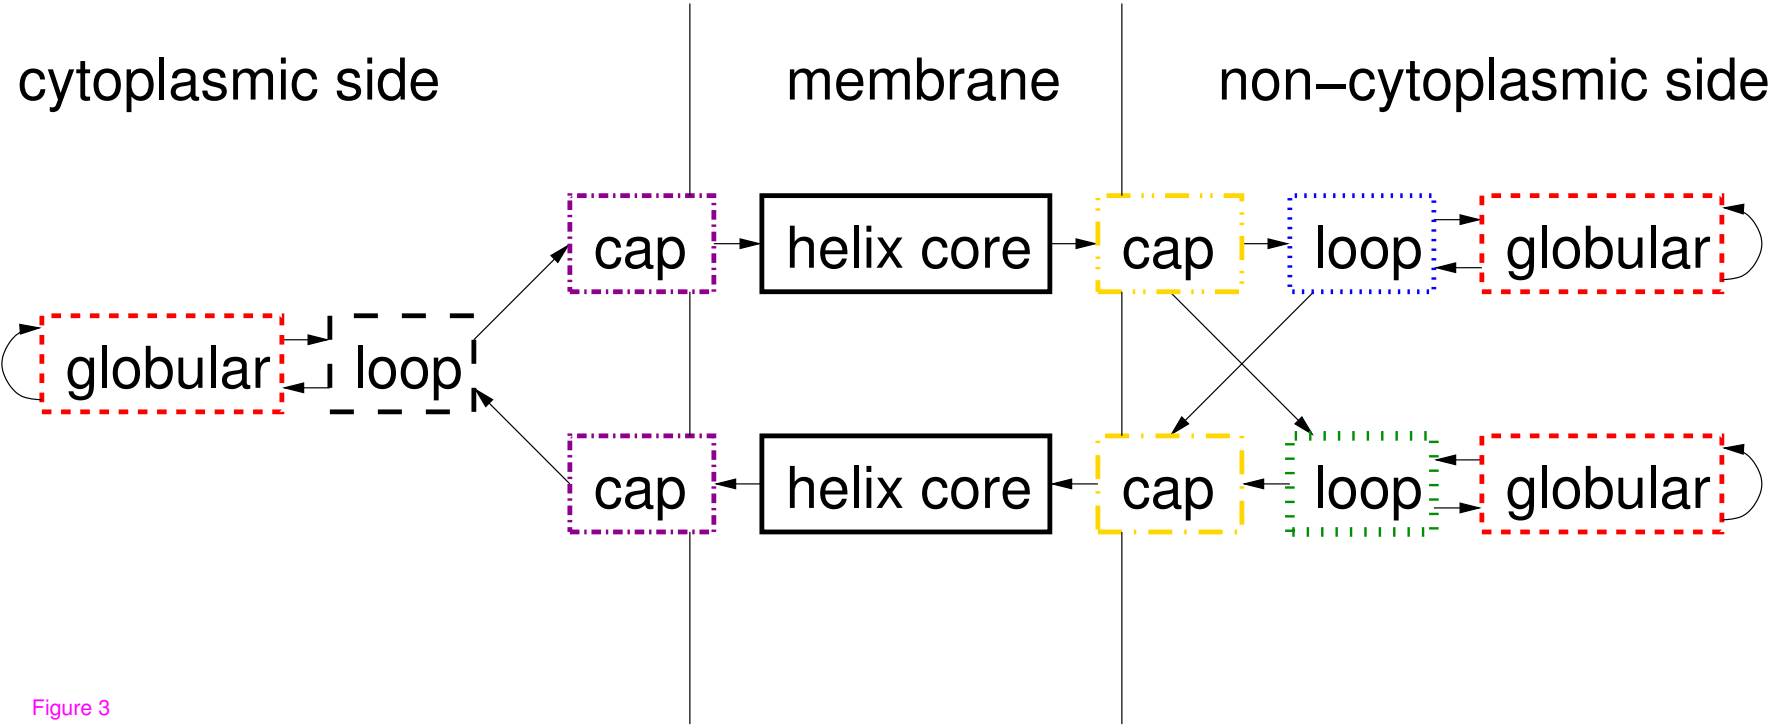 cytoplasmic side
membrane
non−cytoplasmic side
cap
helix core
cap
loop
globular
globular
loop
cap
helix core
cap
loop
globular
Figure 3